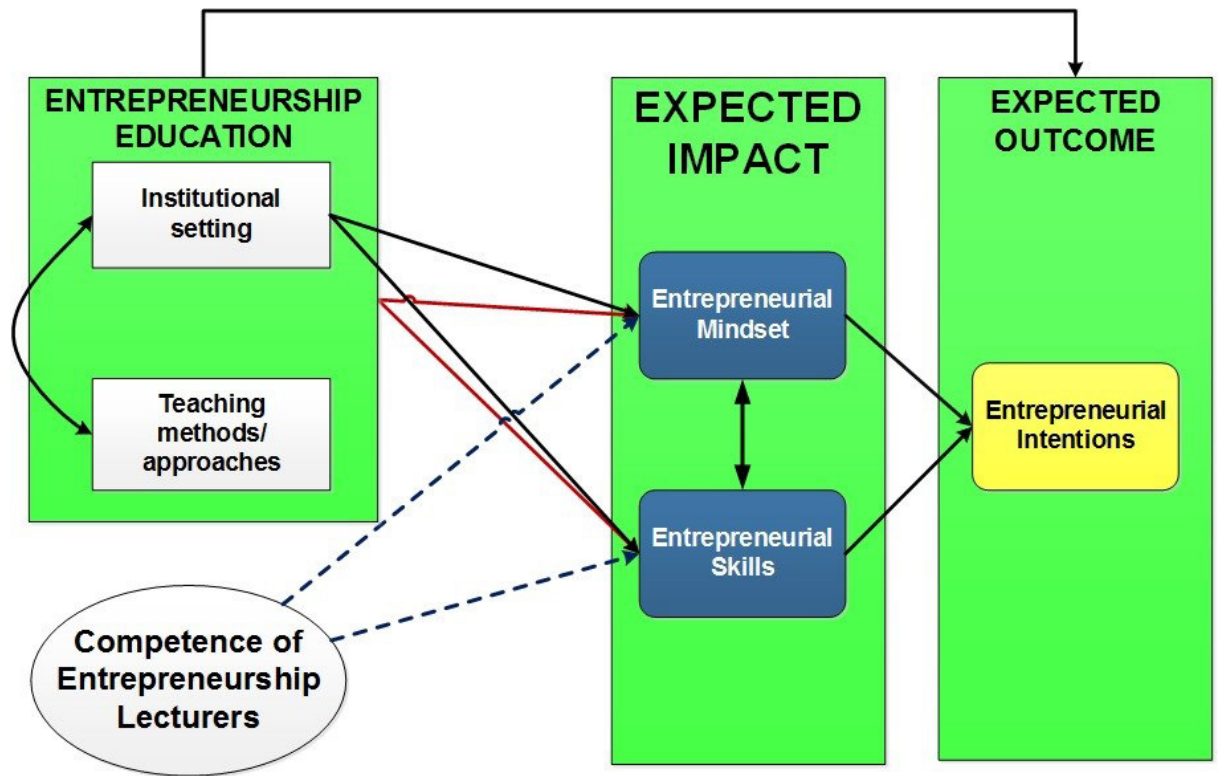 ENTREPRENEURSHIP
EDUCATION
Institutional
setting
Teaching
methods/
approaches
Competence of
Entrepreneurship
Lecturers
EXPECTED
IMPACT
Entrepreneurial
Mindset
Entrepreneurial
Skills
EXPECTED
OUTCOME
Entrepreneurial
Intentions